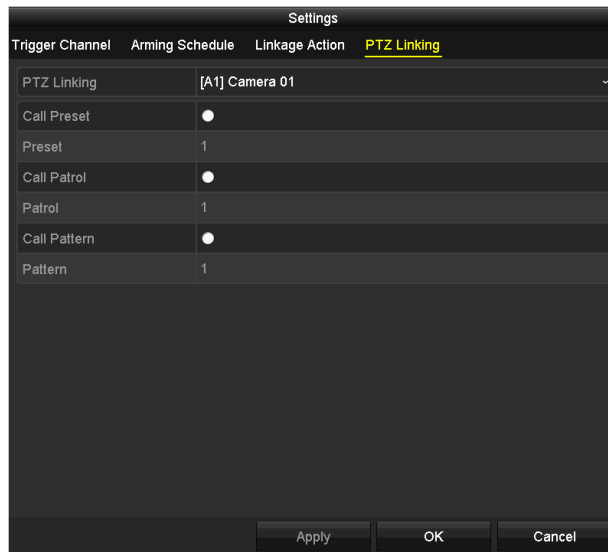 Settings
Trigger Channel Arming Schedule Linkage Action PTZ Linking
PTZ Linking [A1] Camera 01
Call Preset
Preset 1
Call Patrol
Patrol 1
Call Pattern
Pattern 1
Apply OK Cancel